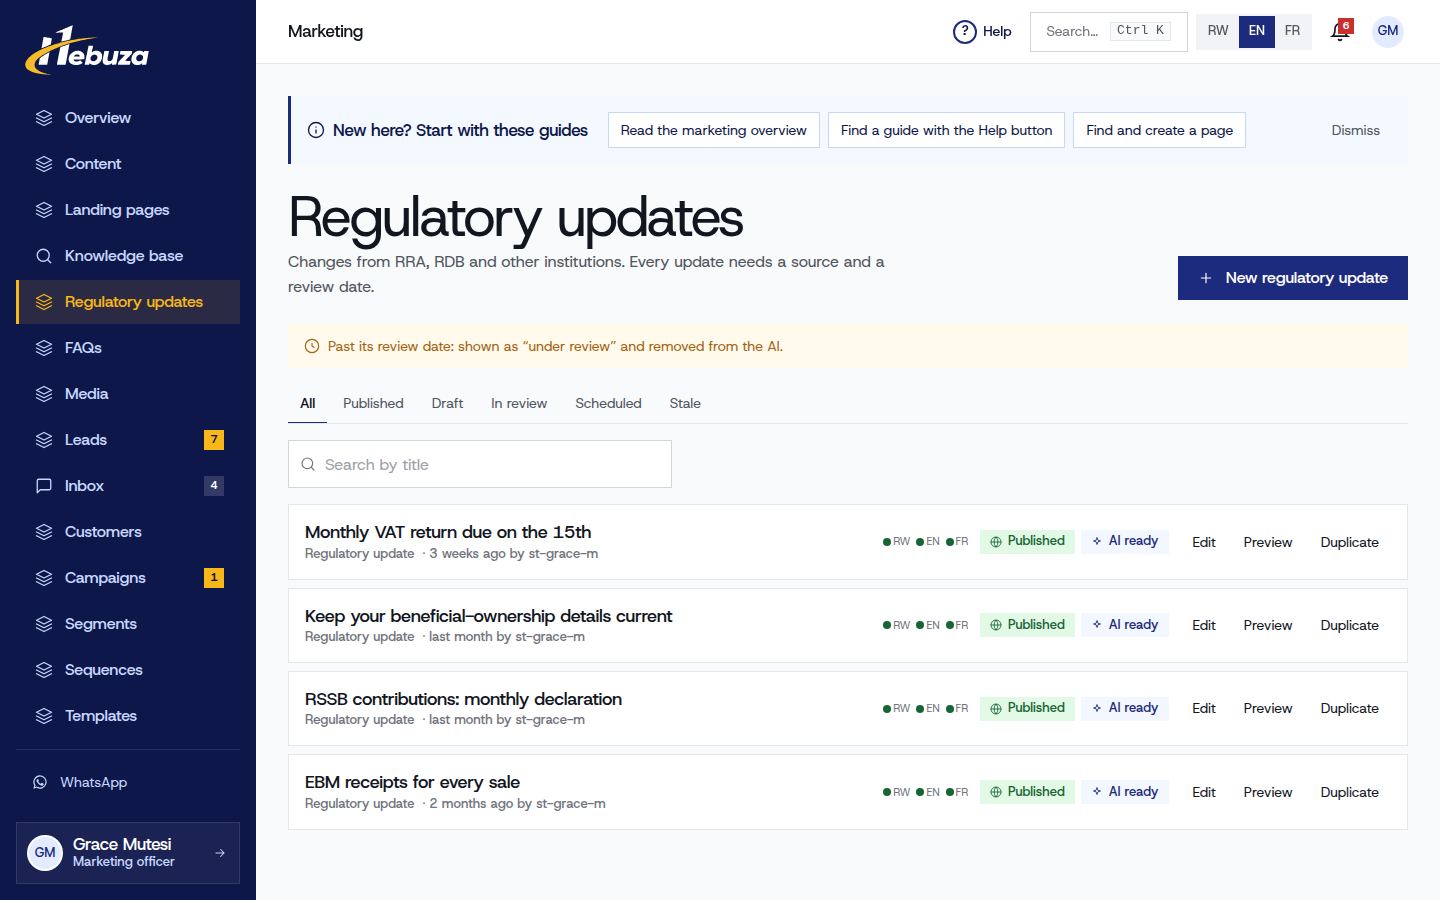 Hebuza
Overview
Content
Landing pages
Knowledge base
Regulatory updates
FAQs
Media
Leads 7
Inbox 4
Customers
Campaigns 1
Segments
Sequences
Templates
WhatsApp
GM Grace Mutesi
Marketing officer
Marketing
? Help
Search... Ctrl K
RW EN FR
6
GM
New here? Start with these guides
Read the marketing overview
Find a guide with the Help button
Find and create a page
Dismiss
Regulatory updates
Changes from RRA, RDB and other institutions. Every update needs a source and a
review date.
+ New regulatory update
Past its review date: shown as “under review” and removed from the AI.
All Published Draft In review Scheduled Stale
Search by title
Monthly VAT return due on the 15th
Regulatory update · 3 weeks ago by st-grace-m
RW EN FR Published AI ready Edit Preview Duplicate
Keep your beneficial-ownership details current
Regulatory update · last month by st-grace-m
RW EN FR Published AI ready Edit Preview Duplicate
RSSB contributions: monthly declaration
Regulatory update · last month by st-grace-m
RW EN FR Published AI ready Edit Preview Duplicate
EBM receipts for every sale
Regulatory update · 2 months ago by st-grace-m
RW EN FR Published AI ready Edit Preview Duplicate